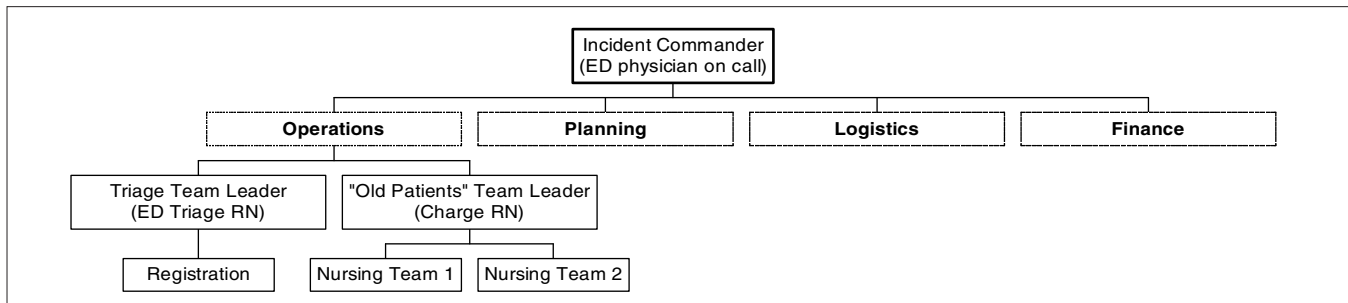 Incident Commander
(ED physician on call)
Operations
Planning
Logistics
Finance
Triage Team Leader
(ED Triage RN)
"Old Patients" Team Leader
(Charge RN)
Registration
Nursing Team 1
Nursing Team 2